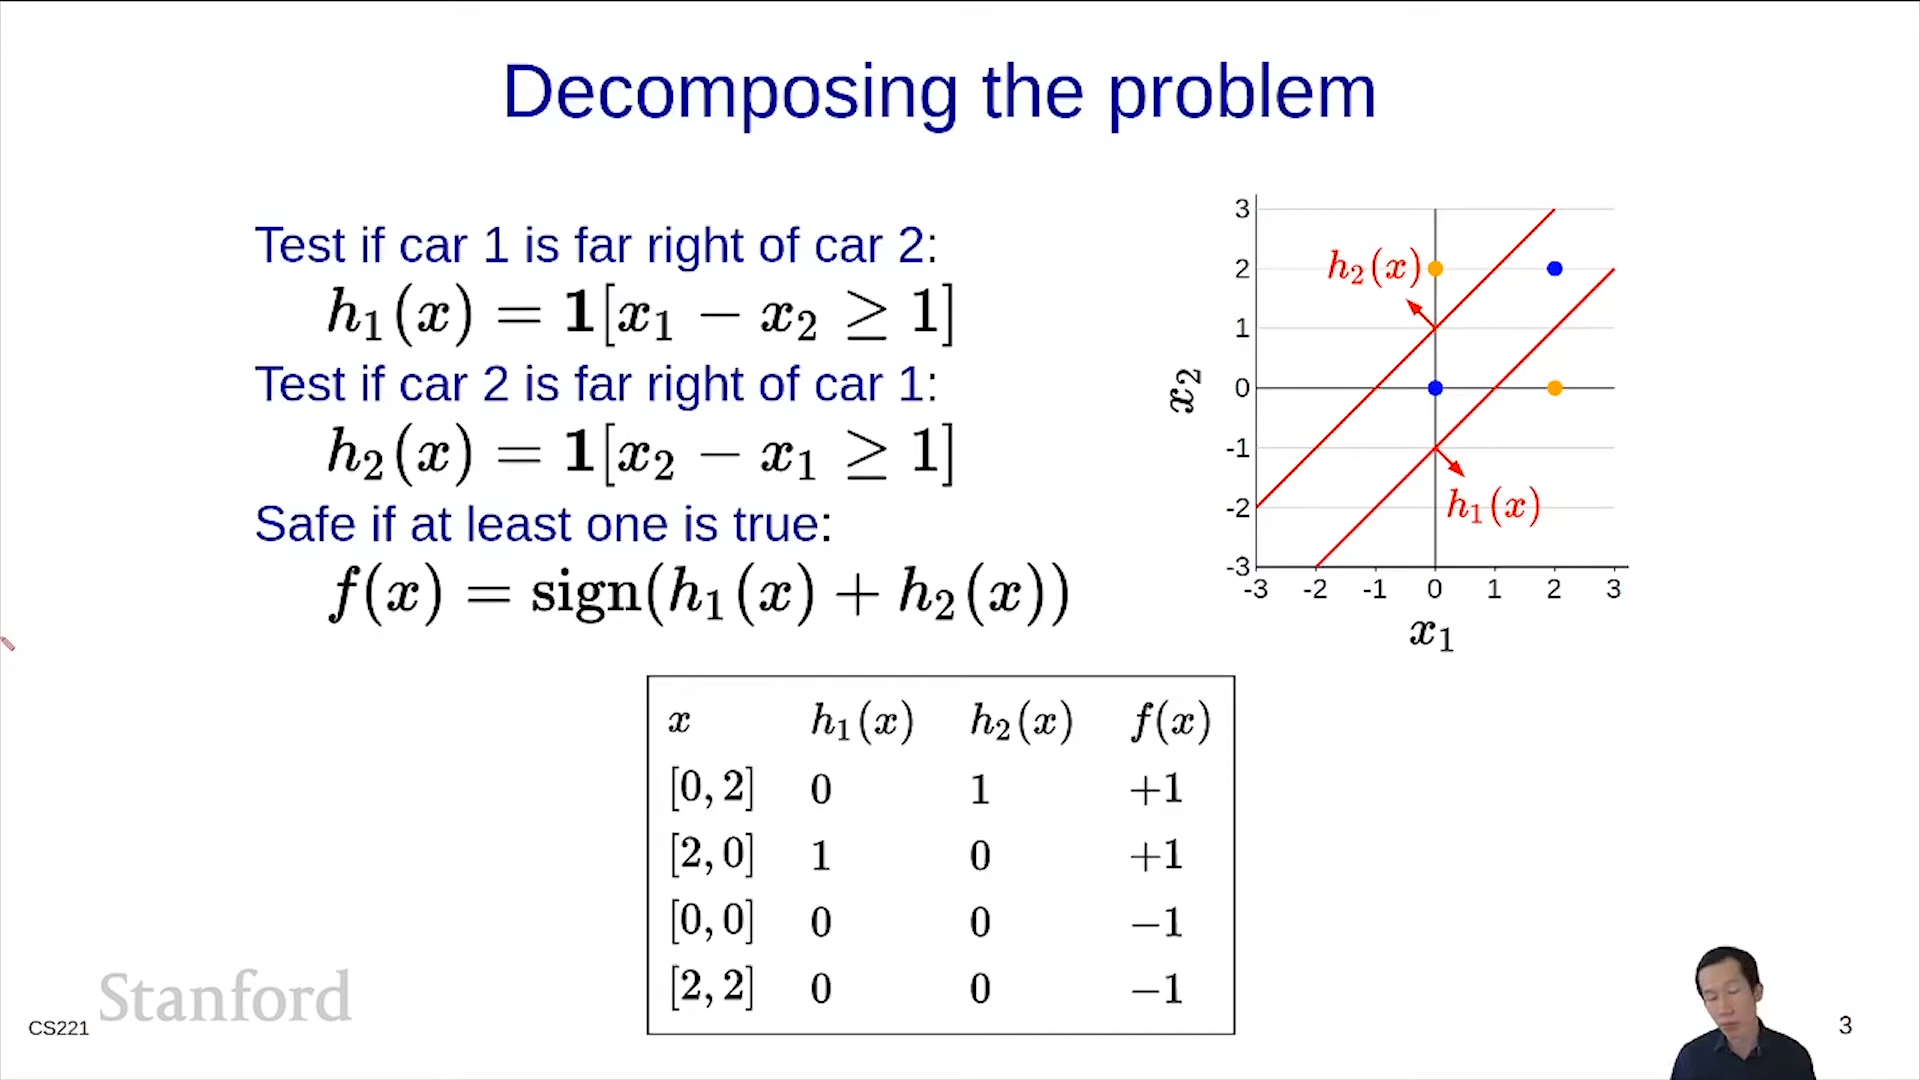 Decomposing the problem
Test if car 1 is far right of car 2:
h₁(x) = 𝟏[x₁ − x₂ ≥ 1]
Test if car 2 is far right of car 1:
h₂(x) = 𝟏[x₂ − x₁ ≥ 1]
Safe if at least one is true:
f(x) = sign(h₁(x) + h₂(x))
3
2
1
0
-1
-2
-3
x₂
h₂(x)
h₁(x)
-3 -2 -1 0 1 2 3
x₁
x h₁(x) h₂(x) f(x)
[0, 2] 0 1 +1
[2, 0] 1 0 +1
[0, 0] 0 0 −1
[2, 2] 0 0 −1
Stanford
CS221
3